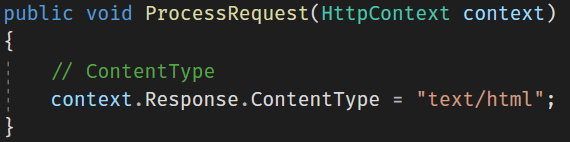 public void ProcessRequest(HttpContext context)
{
    // ContentType
    context.Response.ContentType = "text/html";
}